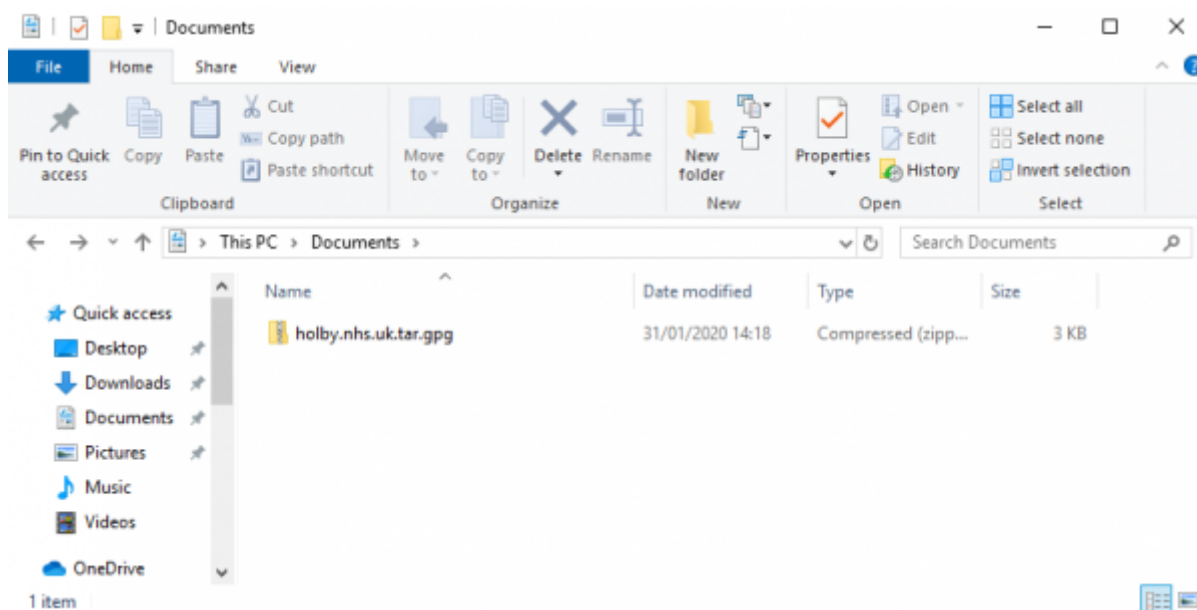 Documents
File Home Share View
Pin to Quick access
Copy
Paste
Cut
Copy path
Paste shortcut
Clipboard
Move to
Copy to
Delete
Rename
Organize
New folder
New
Properties
Open
Edit
History
Open
Select all
Select none
Invert selection
Select
This PC > Documents >
Search Documents
Quick access
Desktop
Downloads
Documents
Pictures
Music
Videos
OneDrive
Name Date modified Type Size
holby.nhs.uk.tar.gpg 31/01/2020 14:18 Compressed (zipp... 3 KB
1 item